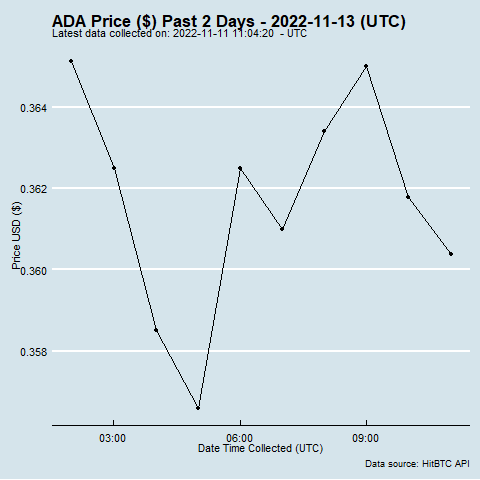 ADA Price ($) Past 2 Days - 2022-11-13 (UTC)
Latest data collected on: 2022-11-11 11:04:20 - UTC
0.364
0.362
0.360
0.358
Price USD ($)
03:00
06:00
09:00
Date Time Collected (UTC)
Data source: HitBTC API